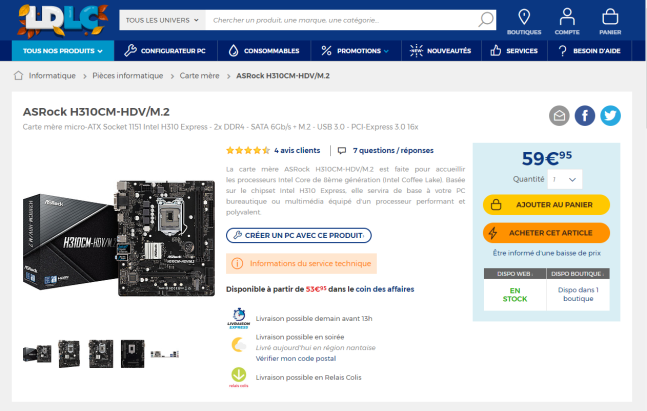 LDLC
TOUS LES UNIVERS
Chercher un produit, une marque, une catégorie...
BOUTIQUES
COMPTE
PANIER
TOUS NOS PRODUITS
CONFIGURATEUR PC
CONSOMMABLES
PROMOTIONS
NEW
NOUVEAUTÉS
SERVICES
BESOIN D'AIDE
Informatique > Pièces informatique > Carte mère > ASRock H310CM-HDV/M.2
ASRock H310CM-HDV/M.2
Carte mère micro-ATX Socket 1151 Intel H310 Express - 2x DDR4 - SATA 6Gb/s + M.2 - USB 3.0 - PCI-Express 3.0 16x
4 avis clients
7 questions / réponses
La carte mère ASRock H310CM-HDV/M.2 est faite pour accueillir
les processeurs Intel Core de 8ème génération (Intel Coffee Lake). Basée
sur le chipset Intel H310 Express, elle servira de base à votre PC
bureautique ou multimédia équipé d'un processeur performant et
polyvalent.
CRÉER UN PC AVEC CE PRODUIT
Informations du service technique
Disponible à partir de 53€95 dans le coin des affaires
LIVRAISON
EXPRESS
Livraison possible demain avant 13h
Livraison possible en soirée
Livré aujourd'hui en région nantaise
Vérifier mon code postal
relais colis
Livraison possible en Relais Colis
59€95
Quantité
1
AJOUTER AU PANIER
ACHETER CET ARTICLE
Être informé d'une baisse de prix
DISPO WEB
DISPO BOUTIQUE
EN
STOCK
Dispo dans 1
boutique
ASRock
H310CM-HDV/M.2
H310CM-HDV/M.2